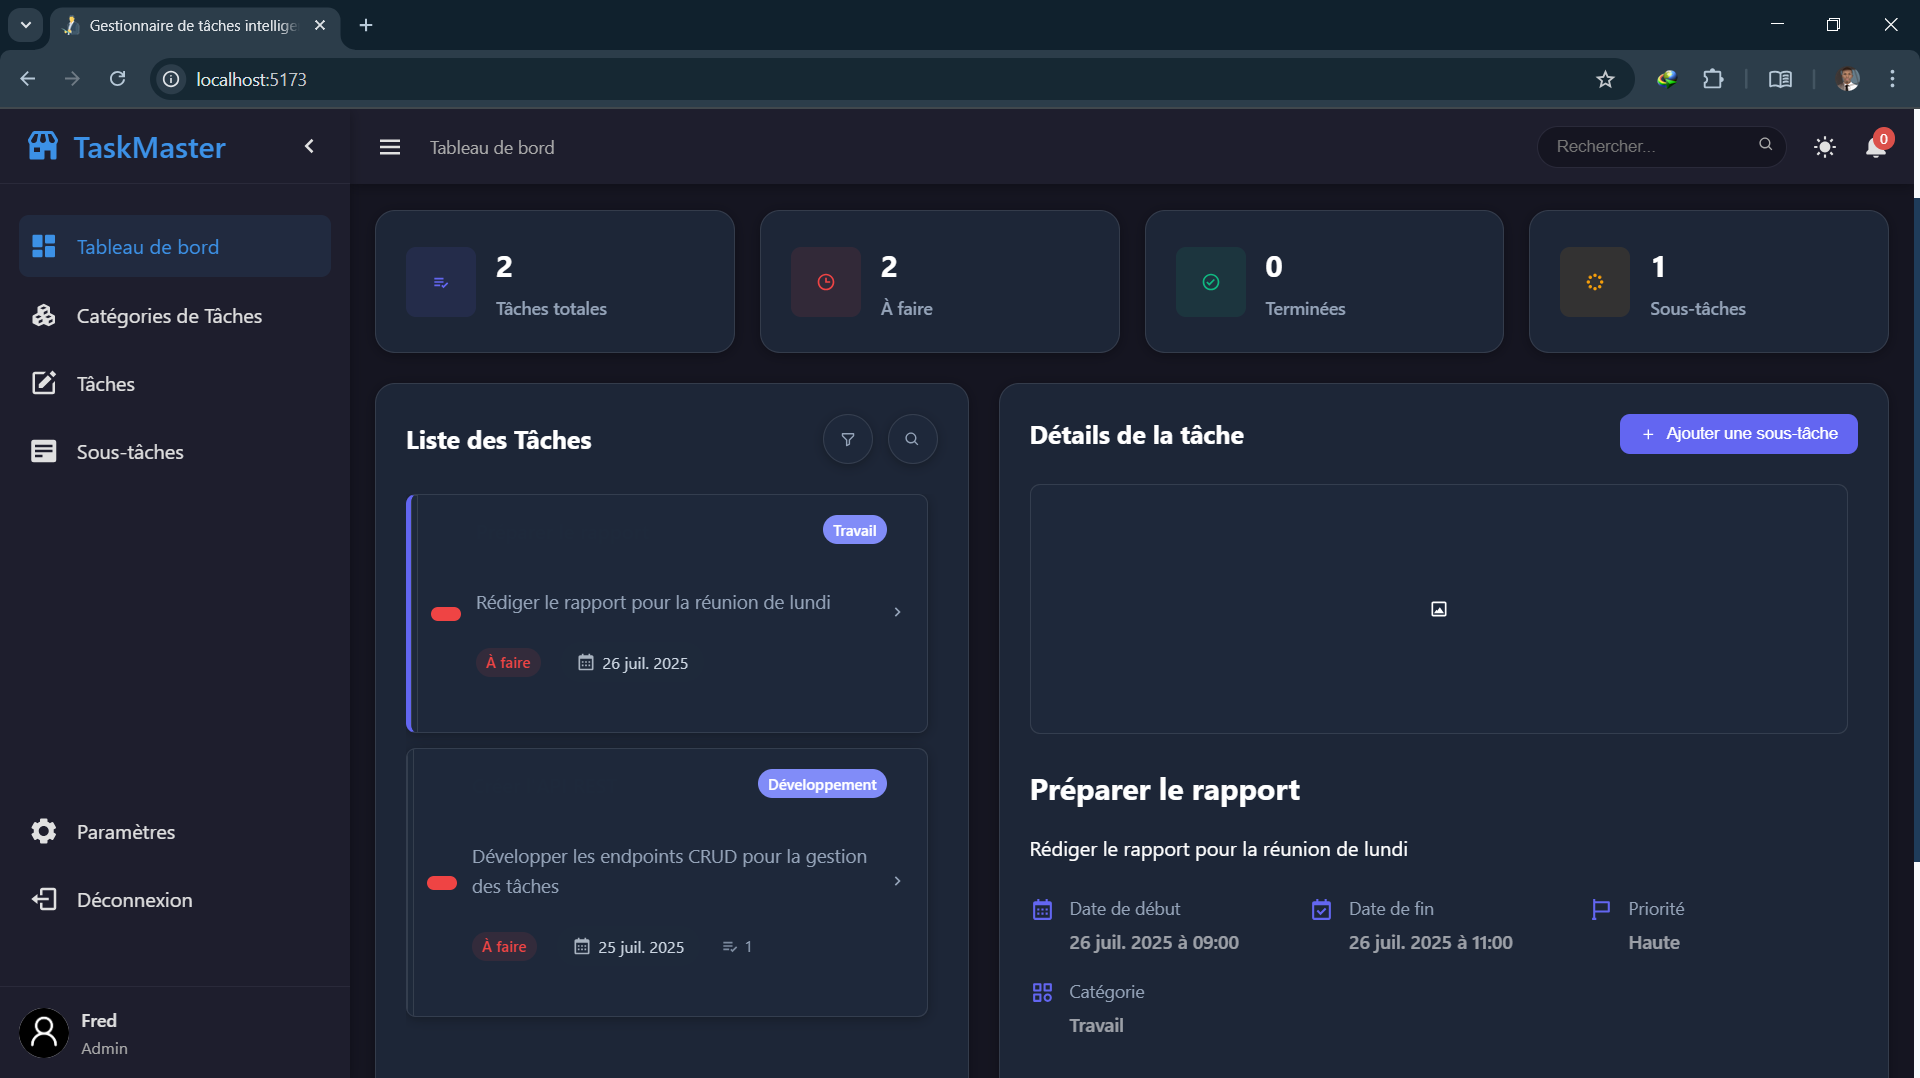 Gestionnaire de tâches intellige
localhost:5173
TaskMaster
Tableau de bord
Rechercher...
0
Tableau de bord
Catégories de Tâches
Tâches
Sous-tâches
Paramètres
Déconnexion
Fred
Admin
2
Tâches totales
2
À faire
0
Terminées
1
Sous-tâches
Liste des Tâches
Travail
Rédiger le rapport pour la réunion de lundi
À faire
26 juil. 2025
Développement
Développer les endpoints CRUD pour la gestion
des tâches
À faire
25 juil. 2025
1
Détails de la tâche
+ Ajouter une sous-tâche
Préparer le rapport
Rédiger le rapport pour la réunion de lundi
Date de début
26 juil. 2025 à 09:00
Date de fin
26 juil. 2025 à 11:00
Priorité
Haute
Catégorie
Travail